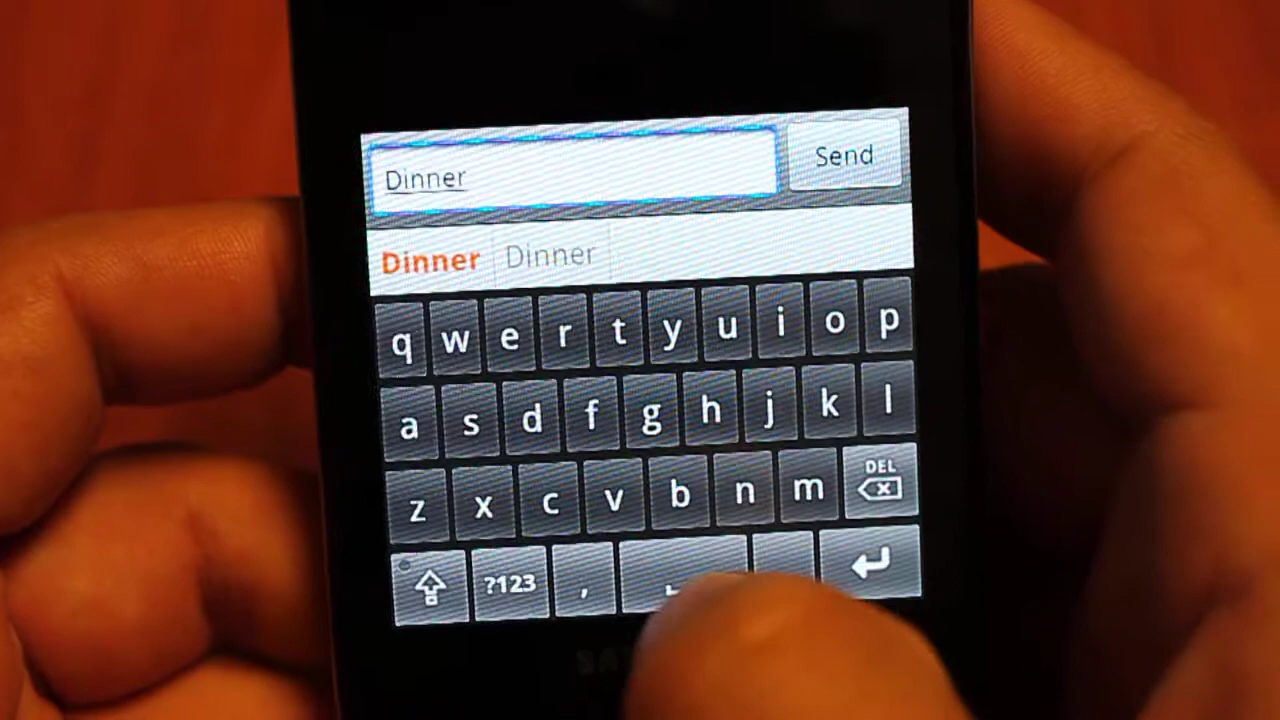 Dinner
Send
Dinner Dinner
q w e r t y u i o p
a s d f g h j k l
z x c v b n m DEL
?123 ,